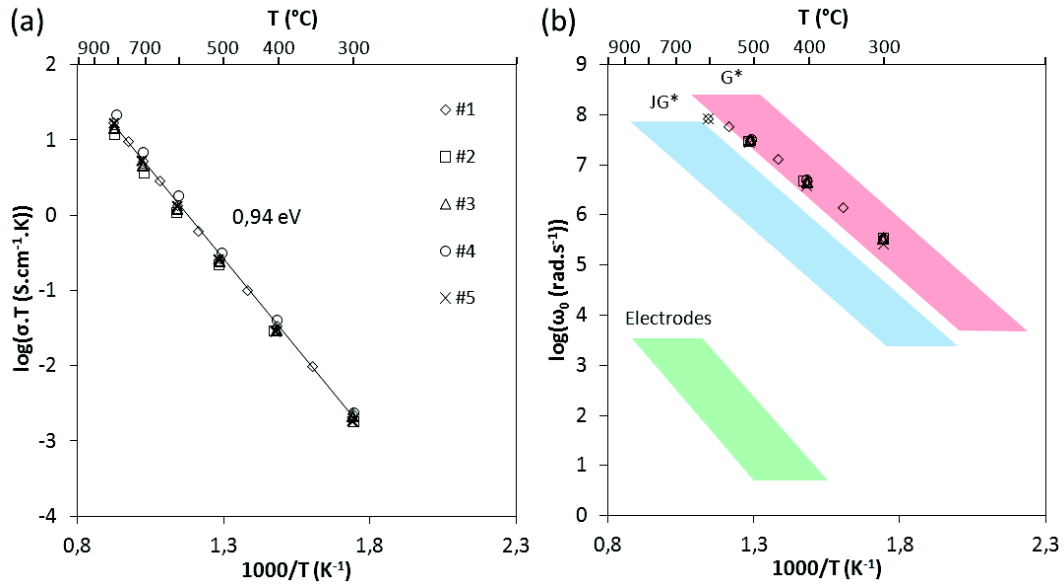 (a)
T (°C)
900 700 500 400 300
log(σ.T (S.cm⁻¹.K))
2
1
0
-1
-2
-3
-4
0,8 1,3 1,8 2,3
1000/T (K⁻¹)
0,94 eV
#1
#2
#3
#4
#5
(b)
T (°C)
900 700 500 400 300
log(ω₀ (rad.s⁻¹))
9
8
7
6
5
4
3
2
1
0
G*
JG*
Electrodes
0,8 1,3 1,8 2,3
1000/T (K⁻¹)